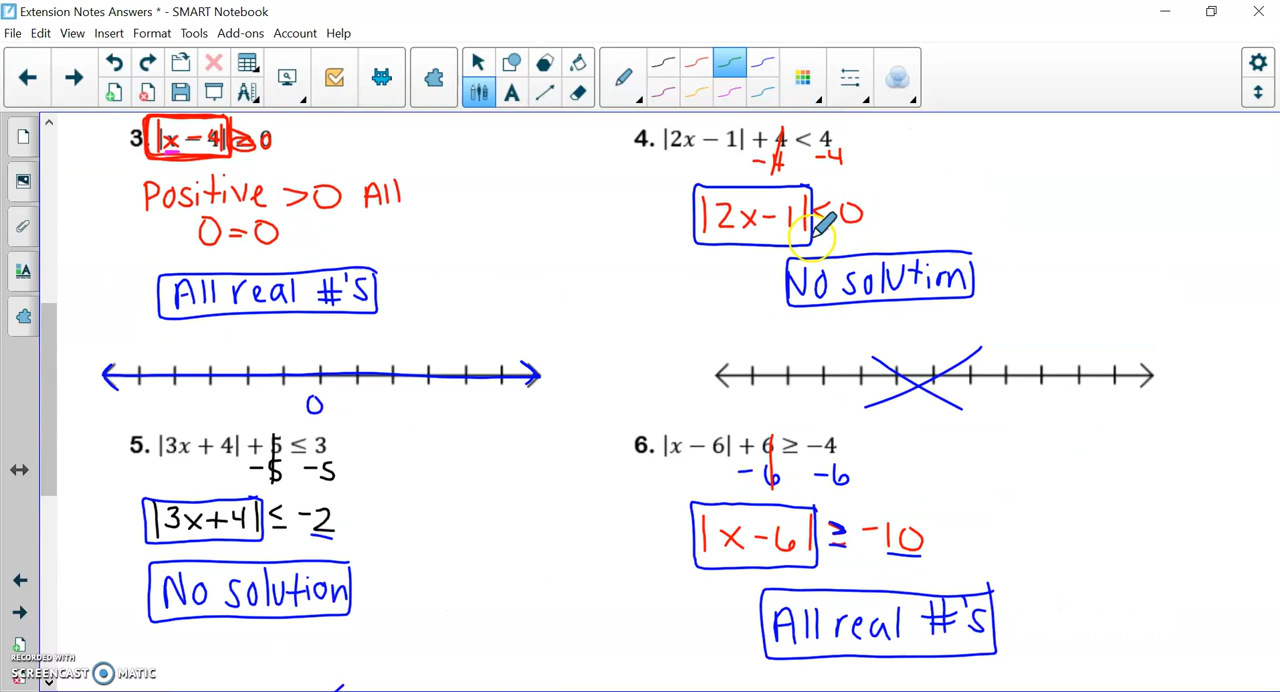 Extension Notes Answers * - SMART Notebook
File Edit View Insert Format Tools Add-ons Account Help
3. |x − 4| ≥ 0
Positive > 0 All
0 = 0
All real #'s
0
4. |2x − 1| + 4 < 4
−4 −4
|2x − 1| < 0
No solution
5. |3x + 4| + 5 ≤ 3
−5 −5
|3x+4| ≤ −2
No solution
6. |x − 6| + 6 ≥ −4
−6 −6
|x − 6| ≥ −10
All real #'s
RECORDED WITH
SCREENCAST MATIC